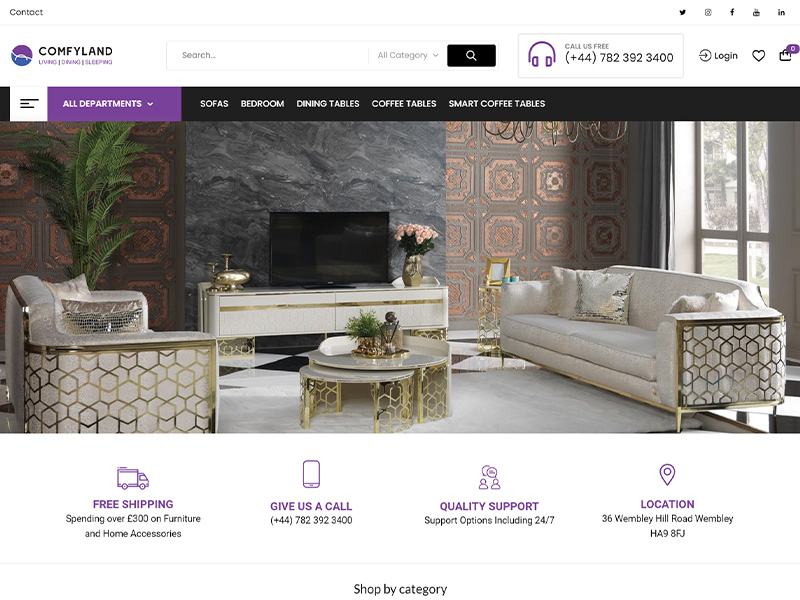 Contact
COMFYLAND
LIVING | DINING | SLEEPING
Search...
All Category
CALL US FREE
(+44) 782 392 3400
Login
0
ALL DEPARTMENTS
SOFAS
BEDROOM
DINING TABLES
COFFEE TABLES
SMART COFFEE TABLES
FREE SHIPPING
Spending over £300 on Furniture
and Home Accessories
GIVE US A CALL
(+44) 782 392 3400
QUALITY SUPPORT
Support Options Including 24/7
LOCATION
36 Wembley Hill Road Wembley
HA9 8FJ
Shop by category